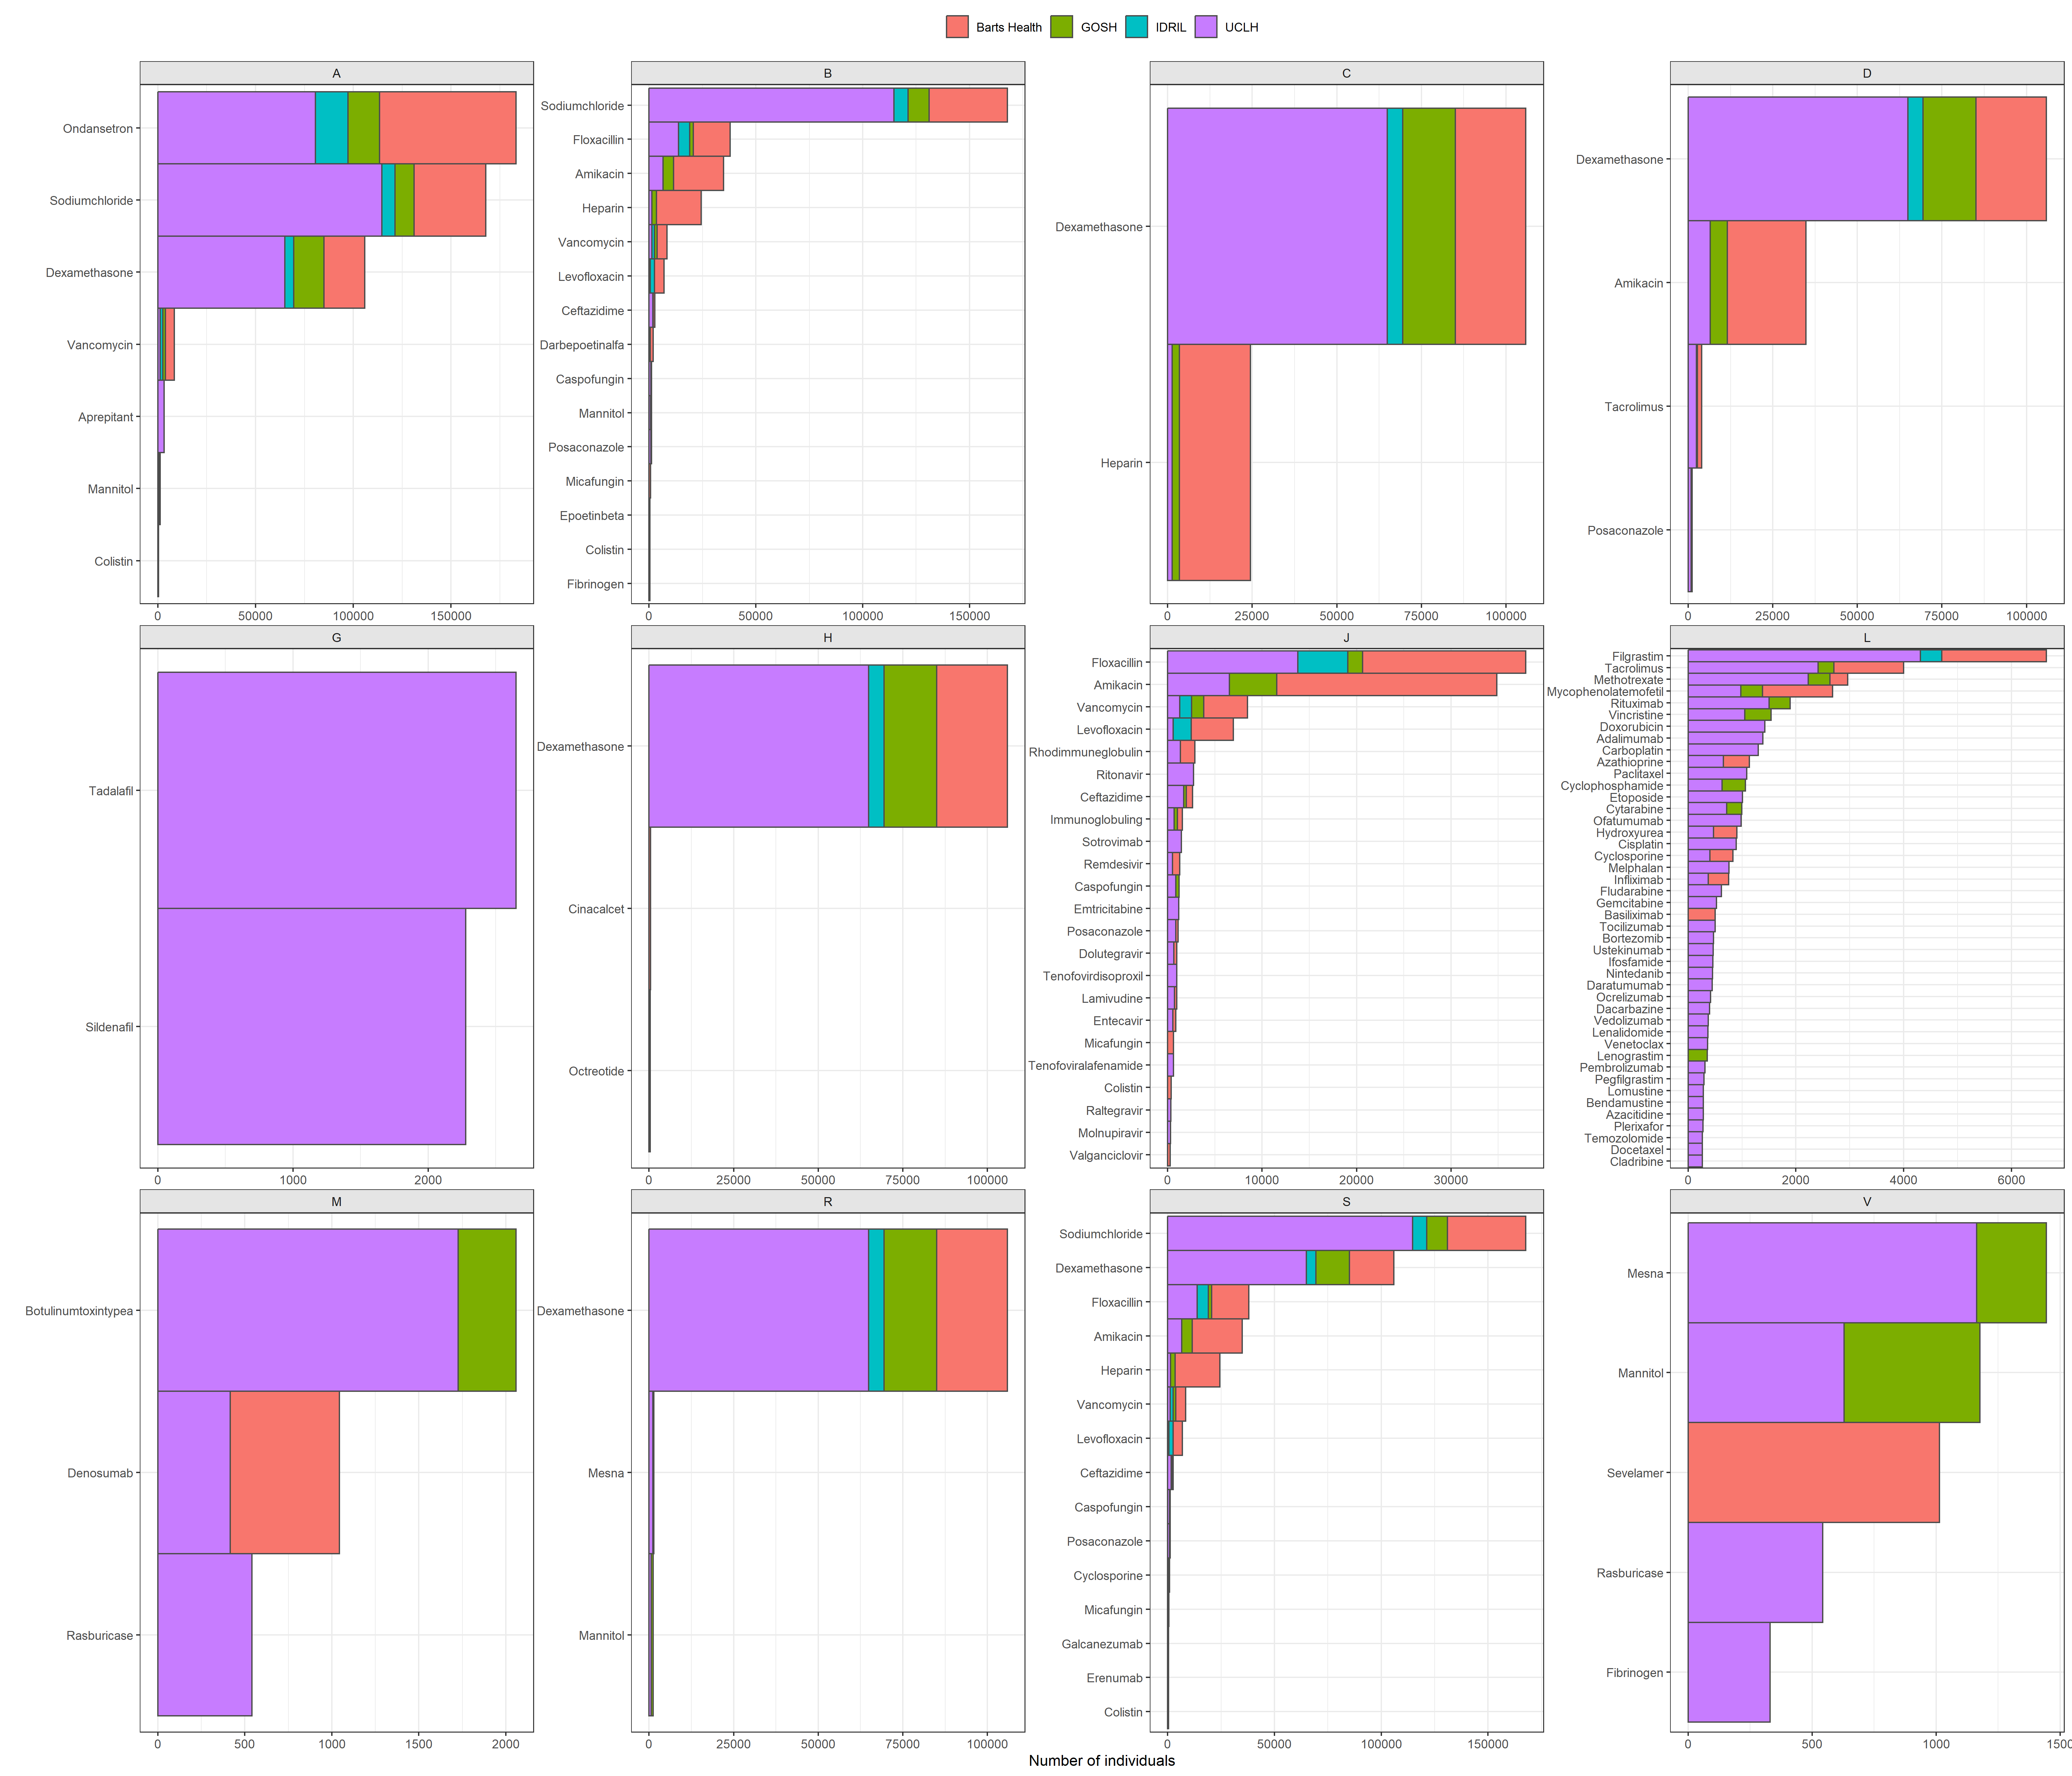 Barts Health GOSH IDRIL UCLH
A
Ondansetron
Sodiumchloride
Dexamethasone
Vancomycin
Aprepitant
Mannitol
Colistin
0 50000 100000 150000
B
Sodiumchloride
Floxacillin
Amikacin
Heparin
Vancomycin
Levofloxacin
Ceftazidime
Darbepoetinalfa
Caspofungin
Mannitol
Posaconazole
Micafungin
Epoetinbeta
Colistin
Fibrinogen
0 50000 100000 150000
C
Dexamethasone
Heparin
0 25000 50000 75000 100000
D
Dexamethasone
Amikacin
Tacrolimus
Posaconazole
0 25000 50000 75000 100000
G
Tadalafil
Sildenafil
0 1000 2000
H
Dexamethasone
Cinacalcet
Octreotide
0 25000 50000 75000 100000
J
Floxacillin
Amikacin
Vancomycin
Levofloxacin
Rhodimmuneglobulin
Ritonavir
Ceftazidime
Immunoglobuling
Sotrovimab
Remdesivir
Caspofungin
Emtricitabine
Posaconazole
Dolutegravir
Tenofovirdisoproxil
Lamivudine
Entecavir
Micafungin
Tenofoviralafenamide
Colistin
Raltegravir
Molnupiravir
Valganciclovir
0 10000 20000 30000
L
Filgrastim
Tacrolimus
Methotrexate
Mycophenolatemofetil
Rituximab
Vincristine
Doxorubicin
Adalimumab
Carboplatin
Azathioprine
Paclitaxel
Cyclophosphamide
Etoposide
Cytarabine
Ofatumumab
Hydroxyurea
Cisplatin
Cyclosporine
Melphalan
Infliximab
Fludarabine
Gemcitabine
Basiliximab
Tocilizumab
Bortezomib
Ustekinumab
Ifosfamide
Nintedanib
Daratumumab
Ocrelizumab
Dacarbazine
Vedolizumab
Lenalidomide
Venetoclax
Lenograstim
Pembrolizumab
Pegfilgrastim
Lomustine
Bendamustine
Azacitidine
Plerixafor
Temozolomide
Docetaxel
Cladribine
0 2000 4000 6000
M
Botulinumtoxintypea
Denosumab
Rasburicase
0 500 1000 1500 2000
R
Dexamethasone
Mesna
Mannitol
0 25000 50000 75000 100000
S
Sodiumchloride
Dexamethasone
Floxacillin
Amikacin
Heparin
Vancomycin
Levofloxacin
Ceftazidime
Caspofungin
Posaconazole
Cyclosporine
Micafungin
Galcanezumab
Erenumab
Colistin
0 50000 100000 150000
V
Mesna
Mannitol
Sevelamer
Rasburicase
Fibrinogen
0 500 1000 1500
Number of individuals